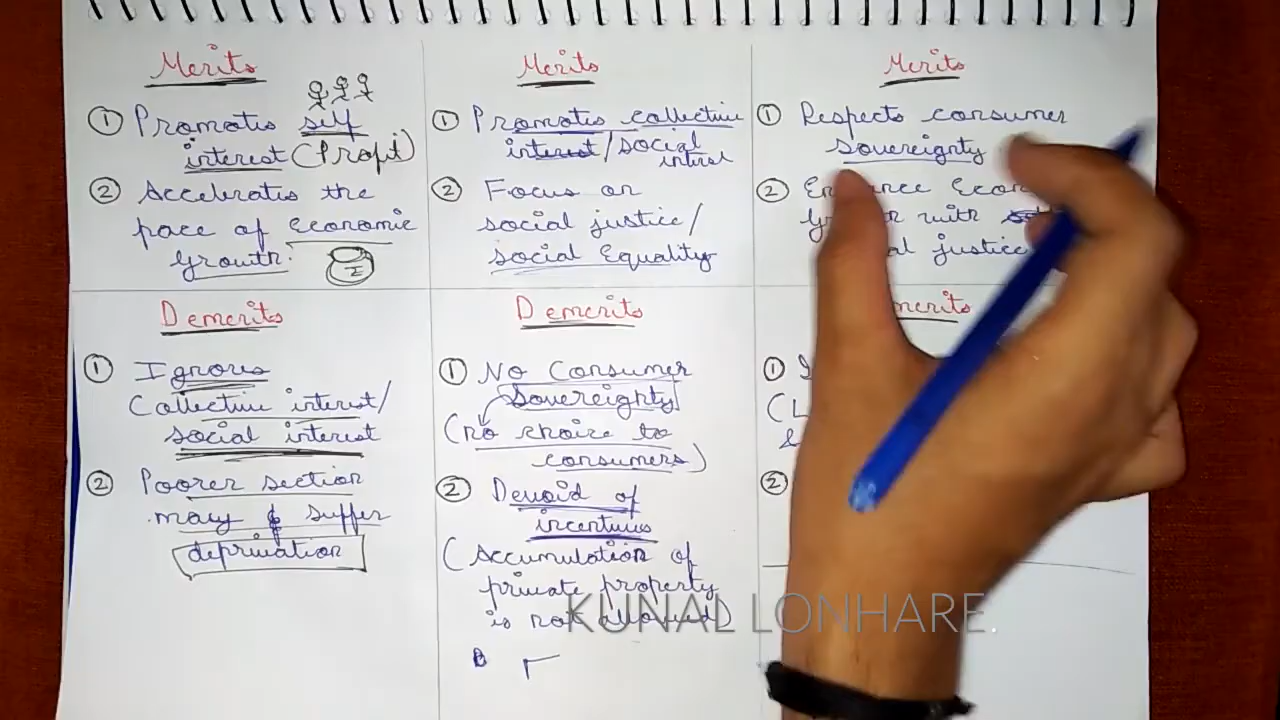 Merits
① Promotes self
interest (Profit)
② Accelerates the
pace of economic
growth.
Demerits
① Ignores
Collective interest/
social interest
② Poorer section
may suffer
deprivation
Merits
① Promotes collective
interest/social
interest
② Focus on
social justice/
social Equality
Demerits
① No Consumer
Sovereignty
(no choice to
consumers)
② Devoid of
incentives
(Accumulation of
private property
is not allowed)
Merits
① Respects consumer
sovereignty
②
with
justice
①
(
②
KUNAL LONHARE.